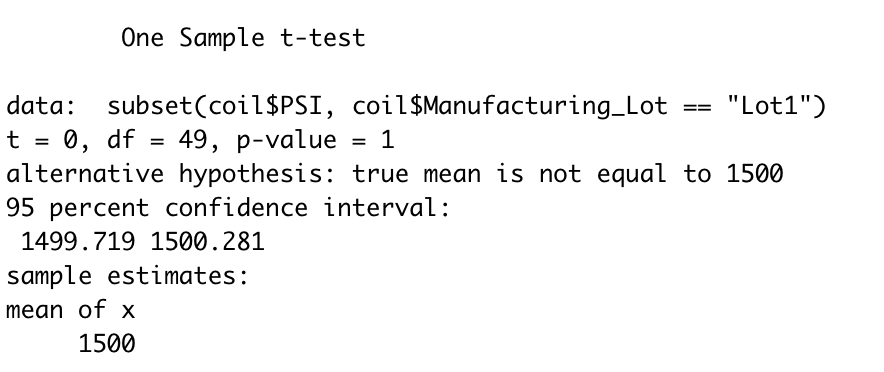 One Sample t-test
data:  subset(coil$PSI, coil$Manufacturing_Lot == "Lot1")
t = 0, df = 49, p-value = 1
alternative hypothesis: true mean is not equal to 1500
95 percent confidence interval:
 1499.719 1500.281
sample estimates:
mean of x
     1500